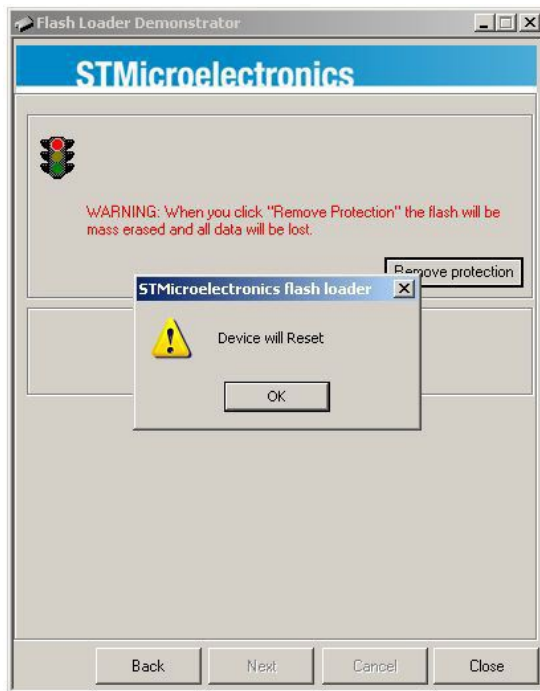 Flash Loader Demonstrator
STMicroelectronics
WARNING: When you click "Remove Protection" the flash will be
mass erased and all data will be lost.
Remove protection
STMicroelectronics flash loader
Device will Reset
OK
Back
Next
Cancel
Close